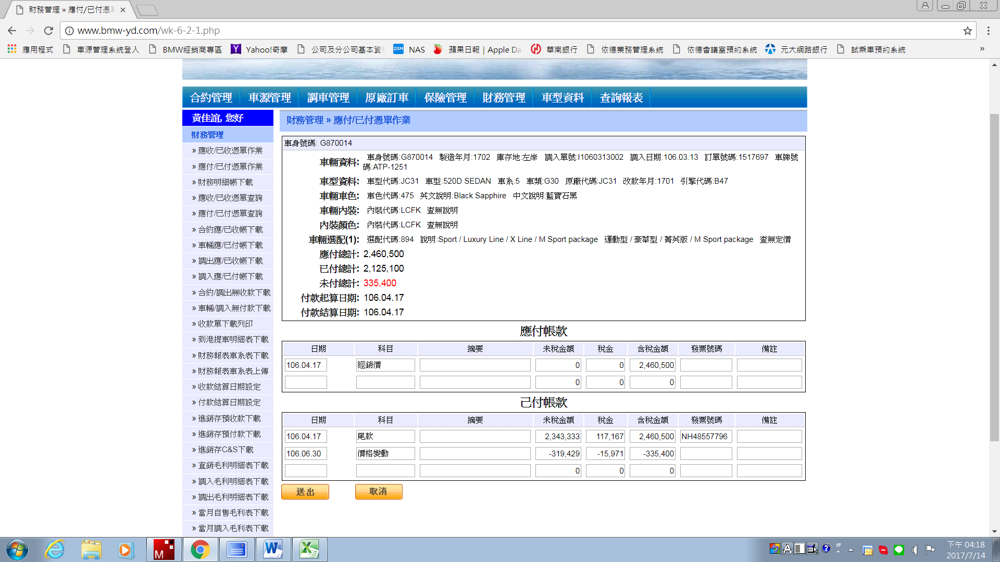 財務管理 » 應付/已付憑
www.bmw-yd.com/wk-6-2-1.php
應用程式 車源管理系統登入 BMW經銷商專區 Yahoo!奇摩 公司及分公司基本資 NAS 蘋果日報 | Apple Da 華南銀行 依德業務管理系統 依德會議室預約系統 元大網路銀行 試乘車預約系統 »
合約管理 車源管理 調車管理 原廠訂車 保險管理 財務管理 車型資料 查詢報表
黃佳誼, 您好
財務管理
» 應收/已收憑單作業
» 應付/已付憑單作業
» 財務明細帳下載
» 應收/已收憑單查詢
» 應付/已付憑單查詢
» 合約應/已收帳下載
» 車輛應/已付帳下載
» 調出應/已收帳下載
» 調入應/已付帳下載
» 合約/調出無收款下載
» 車輛/調入無付款下載
» 收款單下載列印
» 到港提車明細表下載
» 財務報表車系表下載
» 財務報表車系表上傳
» 收款結算日期設定
» 付款結算日期設定
» 進銷存預收款下載
» 進銷存預付款下載
» 進銷存C&S下載
» 直銷毛利明細表下載
» 調入毛利明細表下載
» 調出毛利明細表下載
» 當月自售毛利表下載
» 當月調入毛利表下載
財務管理 » 應付/已付憑單作業
車身號碼: G870014
車輛資料: 車身號碼:G870014 製造年月:1702 庫存地:左岸 調入單號:I1060313002 調入日期:106.03.13 訂單號碼:1517697 車牌號
碼:ATP-1251
車型資料: 車型代碼:JC31 車型:520D SEDAN 車系:5 車類:G30 原廠代碼:JC31 改款年月:1701 引擎代碼:B47
車輛車色: 車色代碼:475 英文說明:Black Sapphire 中文說明:藍寶石黑
車輛內裝: 內裝代碼:LCFK 查無說明
內裝顏色: 內裝代碼:LCFK 查無說明
車輛選配(1): 選配代碼:894 說明:Sport / Luxury Line / X Line / M Sport package 運動型 / 豪華型 / 菁英版 / M Sport package 查無定價
應付總計: 2,460,500
已付總計: 2,125,100
未付總計: 335,400
付款起算日期: 106.04.17
付款結算日期: 106.04.17
應付帳款
日期 科目 摘要 未稅金額 稅金 含稅金額 發票號碼 備註
106.04.17 經銷價 0 0 2,460,500
0 0 0
已付帳款
日期 科目 摘要 未稅金額 稅金 含稅金額 發票號碼 備註
106.04.17 尾款 2,343,333 117,167 2,460,500 NH48557796
106.06.30 價格變動 -319,429 -15,971 -335,400
0 0 0
送出 取消
下午 04:18
2017/7/14